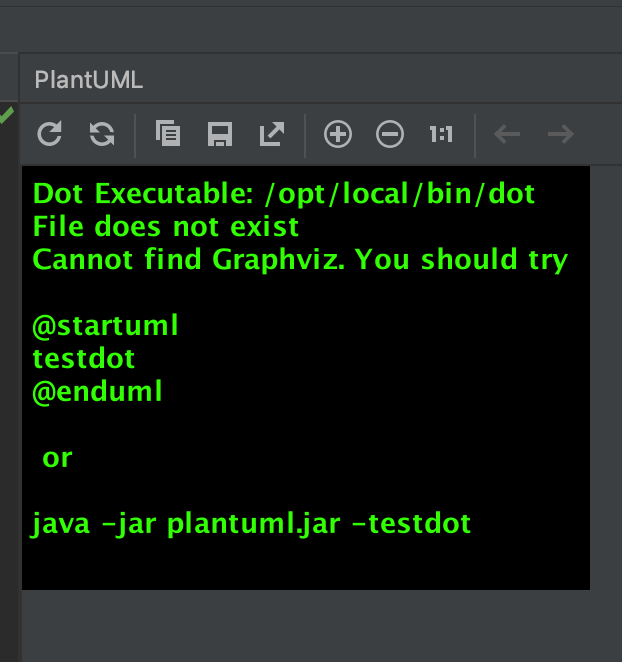 PlantUML
1:1
Dot Executable: /opt/local/bin/dot
File does not exist
Cannot find Graphviz. You should try
@startuml
testdot
@enduml
or
java -jar plantuml.jar -testdot